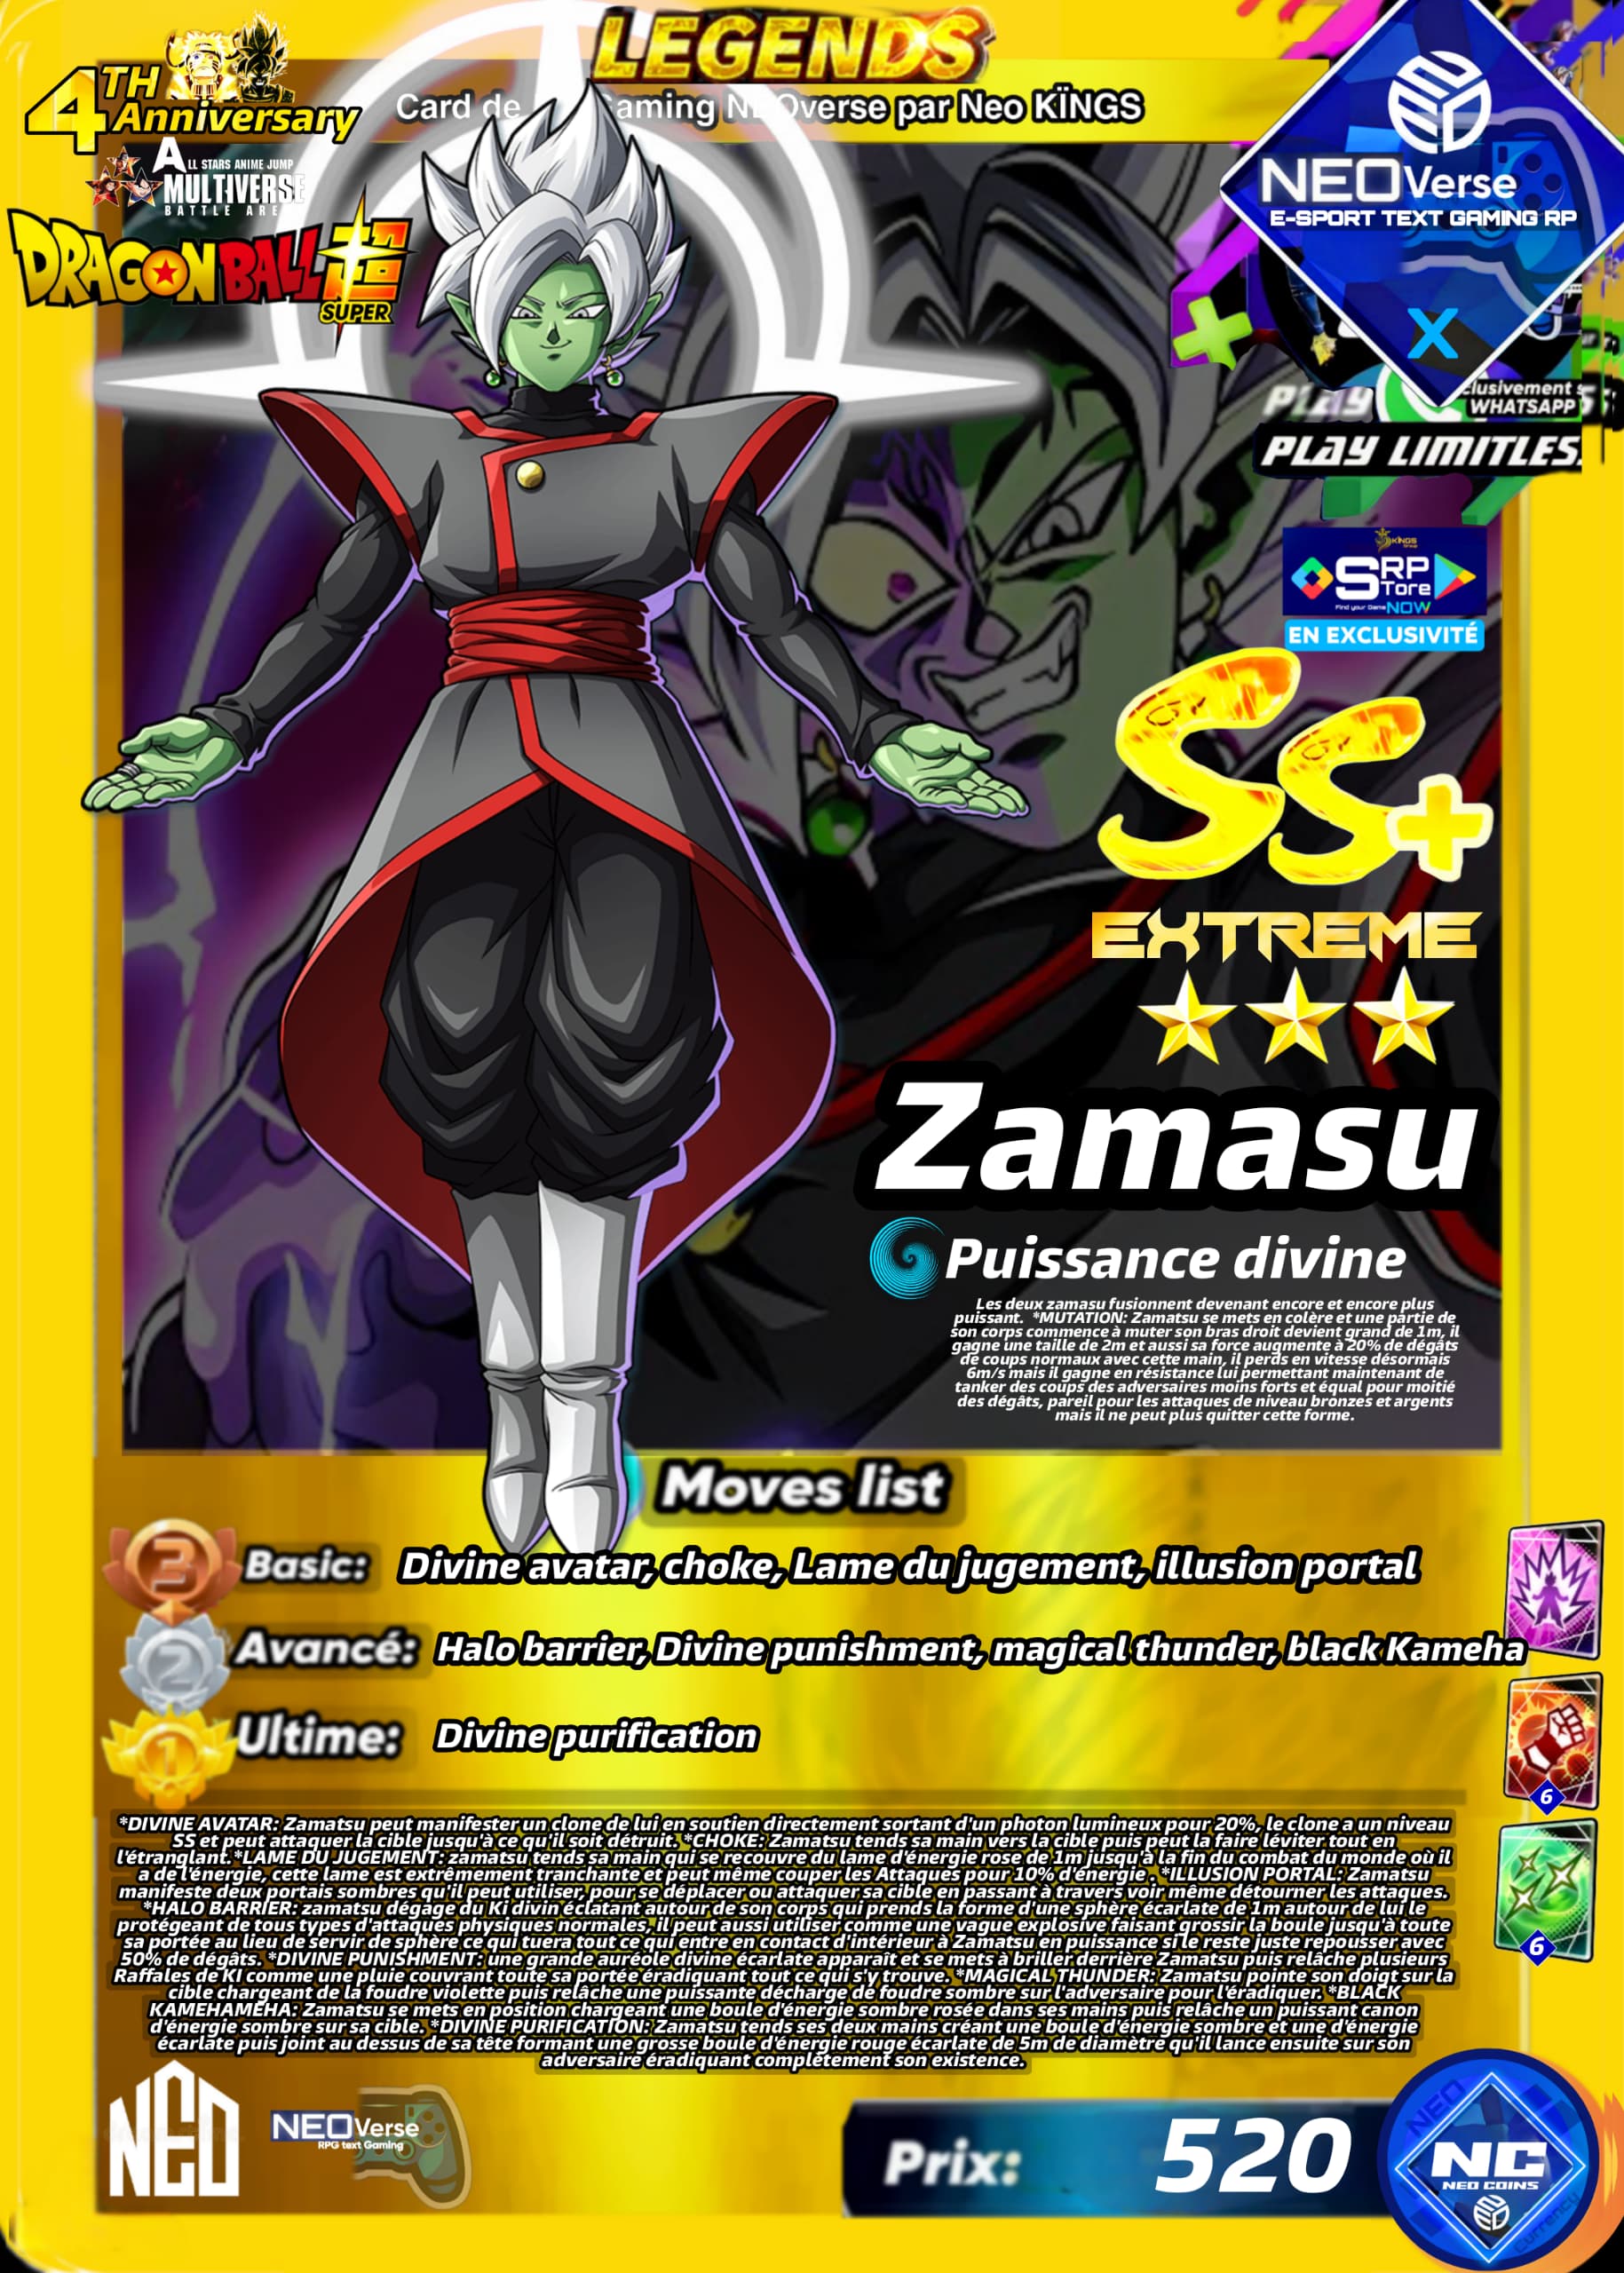 LEGENDS
4TH
Anniversary
Card de aming NEOverse par Neo KÏNGS
ALL STARS ANIME JUMP
MULTIVERSE
BATTLE ARE
DRAGON BALL超
SUPER
NEOVerse
E-SPORT TEXT GAMING RP
X
PLAY
clusivement
WHATSAPP
PLAY LIMITLES
KINGS
SRP
Tore
Find your Game NOW
EN EXCLUSIVITÉ
SS+
EXTREME
Zamasu
Puissance divine
Les deux zamasu fusionnent devenant encore et encore plus
puissant. *MUTATION: Zamatsu se mets en colère et une partie de
son corps commence à muter son bras droit devient grand de 1m, il
gagne une taille de 2m et aussi sa force augmente à 20% de dégâts
de coups normaux avec cette main, il perds en vitesse désormais
6m/s mais il gagne en résistance lui permettant maintenant de
tanker des coups des adversaires moins forts et équal pour moitié
des dégâts, pareil pour les attaques de niveau bronzes et argents
mais il ne peut plus quitter cette forme.
Moves list
3 Basic: Divine avatar, choke, Lame du jugement, illusion portal
2 Avancé: Halo barrier, Divine punishment, magical thunder, black Kameha
1 Ultime: Divine purification
6
6
*DIVINE AVATAR: Zamatsu peut manifester un clone de lui en soutien directement sortant d'un photon lumineux pour 20%, le clone a un niveau
SS et peut attaquer la cible jusqu'à ce qu'il soit détruit. *CHOKE: Zamatsu tends sa main vers la cible puis peut la faire léviter tout en
l'étranglant.*LAME DU JUGEMENT: zamatsu tends sa main qui se recouvre du lame d'énergie rose de 1m jusqu'à la fin du combat du monde où il
a de l'énergie, cette lame est extrêmement tranchante et peut même couper les Attaques pour 10% d'énergie . *ILLUSION PORTAL: Zamatsu
manifeste deux portais sombres qu'il peut utiliser, pour se déplacer ou attaquer sa cible en passant à travers voir même détourner les attaques.
*HALO BARRIER: zamatsu dégage du Ki divin éclatant autour de son corps qui prends la forme d'une sphère écarlate de 1m autour de lui le
protégeant de tous types d'attaques physiques normales, il peut aussi utiliser comme une vague explosive faisant grossir la boule jusqu'à toute
sa portée au lieu de servir de sphère ce qui tuera tout ce qui entre en contact d'intérieur à Zamatsu en puissance si le reste juste repousser avec
50% de dégâts. *DIVINE PUNISHMENT: une grande auréole divine écarlate apparaît et se mets à briller derrière Zamatsu puis relâche plusieurs
Raffales de KI comme une pluie couvrant toute sa portée éradiquant tout ce qui s'y trouve. *MAGICAL THUNDER: Zamatsu pointe son doigt sur la
cible chargeant de la foudre violette puis relâche une puissante décharge de foudre sombre sur l'adversaire pour l'éradiquer. *BLACK
KAMEHAMEHA: Zamatsu se mets en position chargeant une boule d'énergie sombre rosée dans ses mains puis relâche un puissant canon
d'énergie sombre sur sa cible. *DIVINE PURIFICATION: Zamatsu tends ses deux mains créant une boule d'énergie sombre et une d'énergie
écarlate puis joint au dessus de sa tête formant une grosse boule d'énergie rouge écarlate de 5m de diamètre qu'il lance ensuite sur son
adversaire éradiquant complétement son existence.
NEO
NEOVerse
RPG text Gaming
Prix: 520
NEO
NC
NEO COINS
Currency